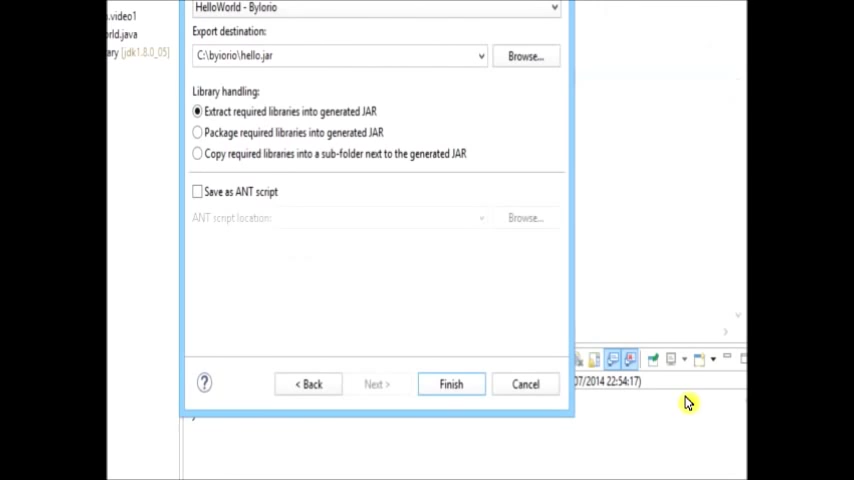 .video1
rld.java
ary [jdk1.8.0_05]
HelloWorld - ByIorio
Export destination:
C:\byiorio\hello.jar
Browse...
Library handling:
Extract required libraries into generated JAR
Package required libraries into generated JAR
Copy required libraries into a sub-folder next to the generated JAR
Save as ANT script
ANT script location:
Browse...
?
< Back
Next >
Finish
Cancel
07/2014 22:54:17)